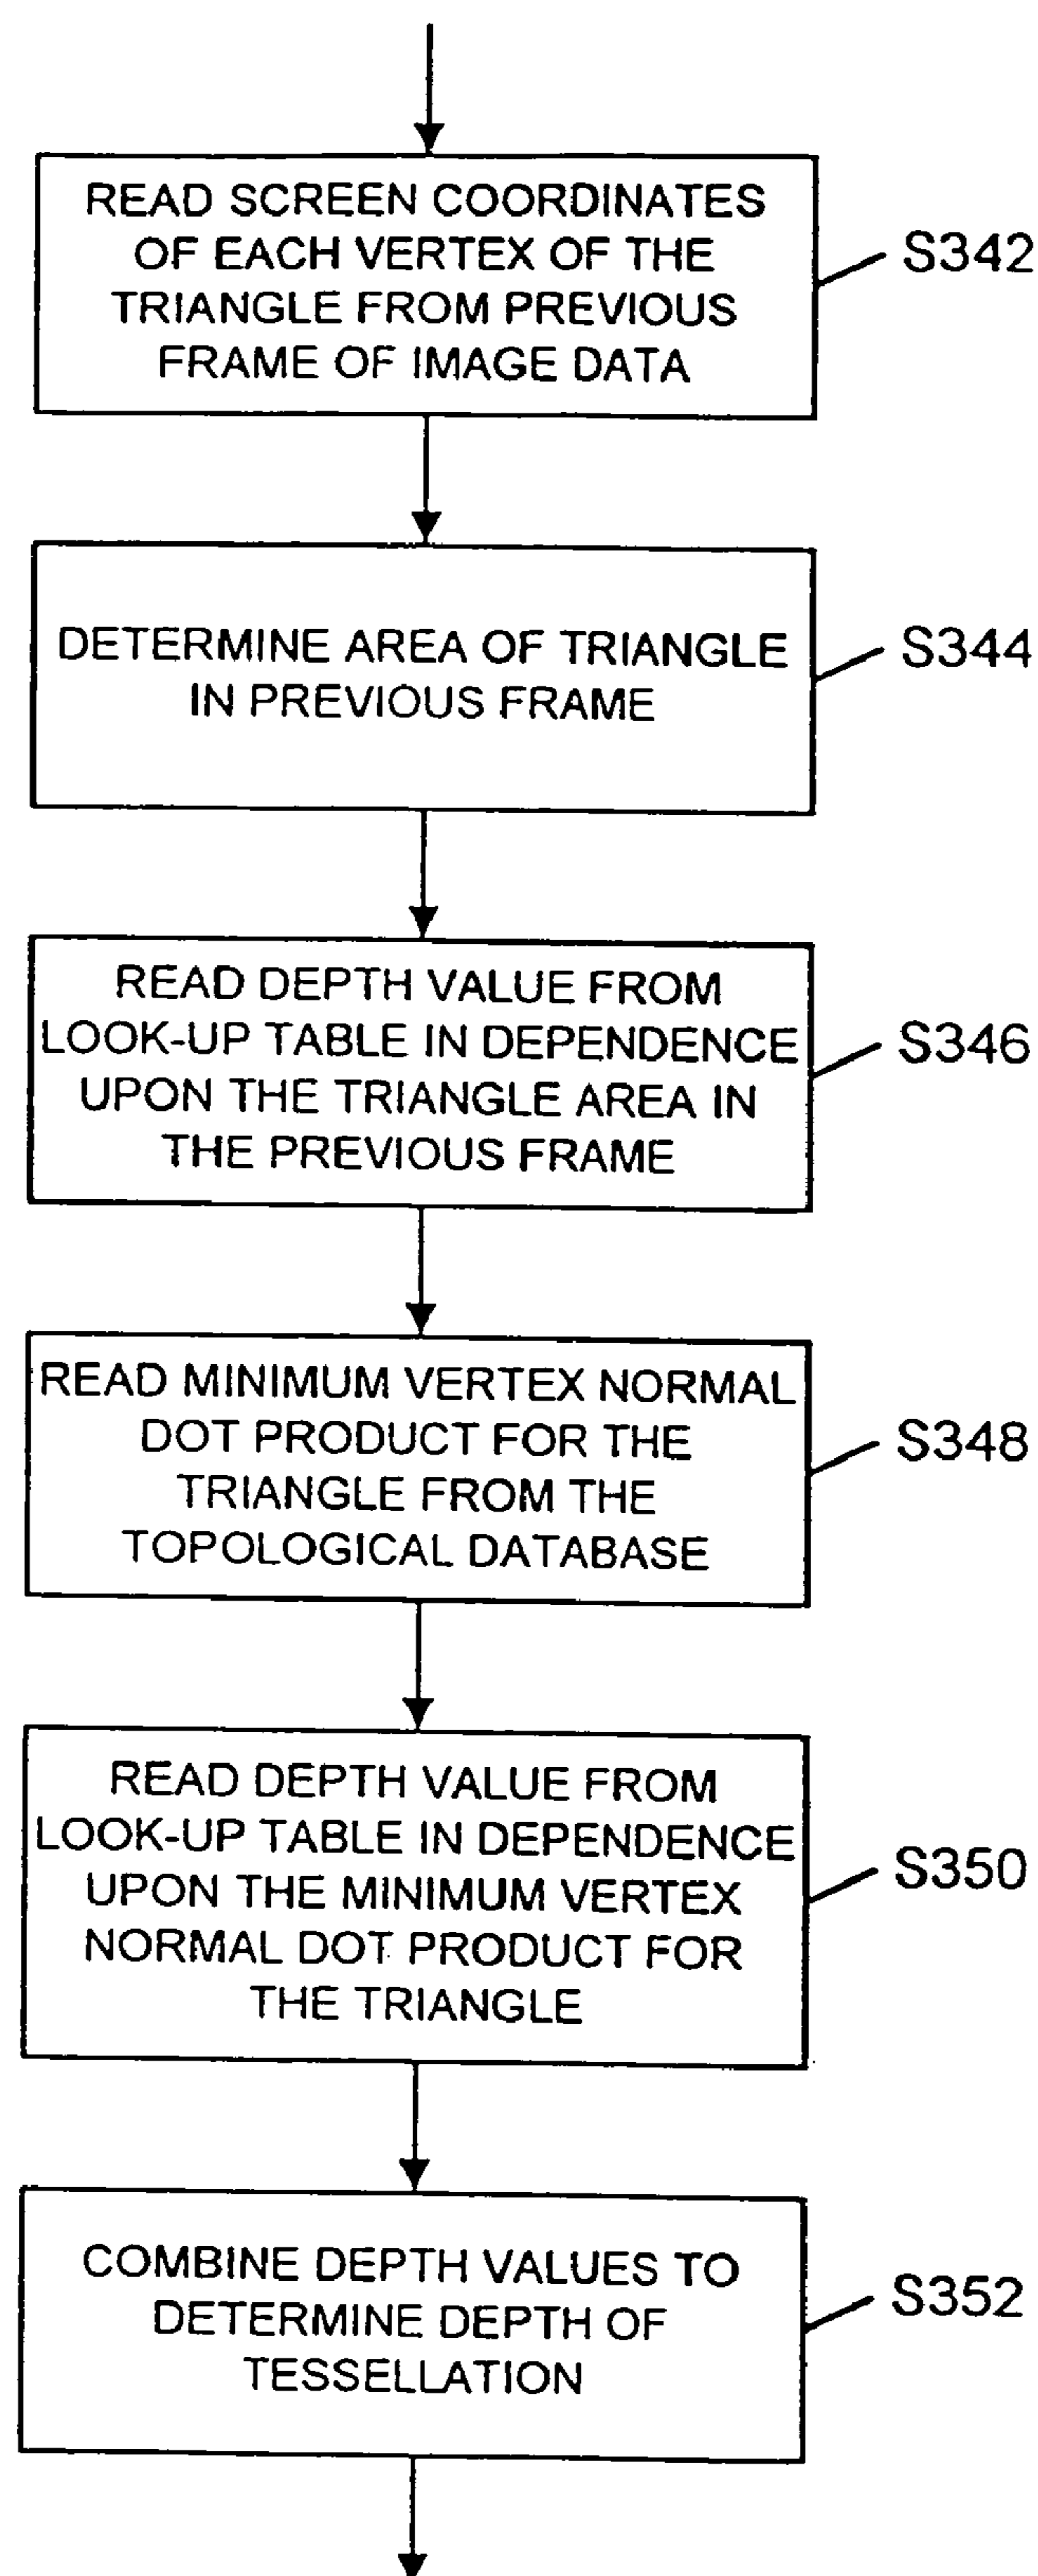 READ SCREEN COORDINATES
OF EACH VERTEX OF THE
TRIANGLE FROM PREVIOUS
FRAME OF IMAGE DATA
S342
DETERMINE AREA OF TRIANGLE
IN PREVIOUS FRAME
S344
READ DEPTH VALUE FROM
LOOK-UP TABLE IN DEPENDENCE
UPON THE TRIANGLE AREA IN
THE PREVIOUS FRAME
S346
READ MINIMUM VERTEX NORMAL
DOT PRODUCT FOR THE
TRIANGLE FROM THE
TOPOLOGICAL DATABASE
S348
READ DEPTH VALUE FROM
LOOK-UP TABLE IN DEPENDENCE
UPON THE MINIMUM VERTEX
NORMAL DOT PRODUCT FOR
THE TRIANGLE
S350
COMBINE DEPTH VALUES TO
DETERMINE DEPTH OF
TESSELLATION
S352